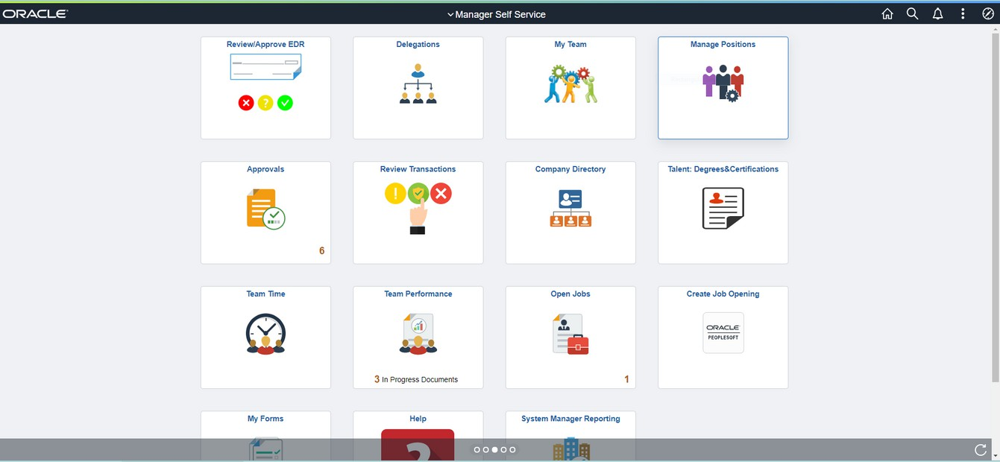 ORACLE
Manager Self Service
Review/Approve EDR
Delegations
My Team
Manage Positions
?
Approvals
6
Review Transactions
!
Company Directory
Talent: Degrees&Certifications
Team Time
Team Performance
3 In Progress Documents
Open Jobs
1
Create Job Opening
ORACLE
PEOPLESOFT
My Forms
Help
?
System Manager Reporting